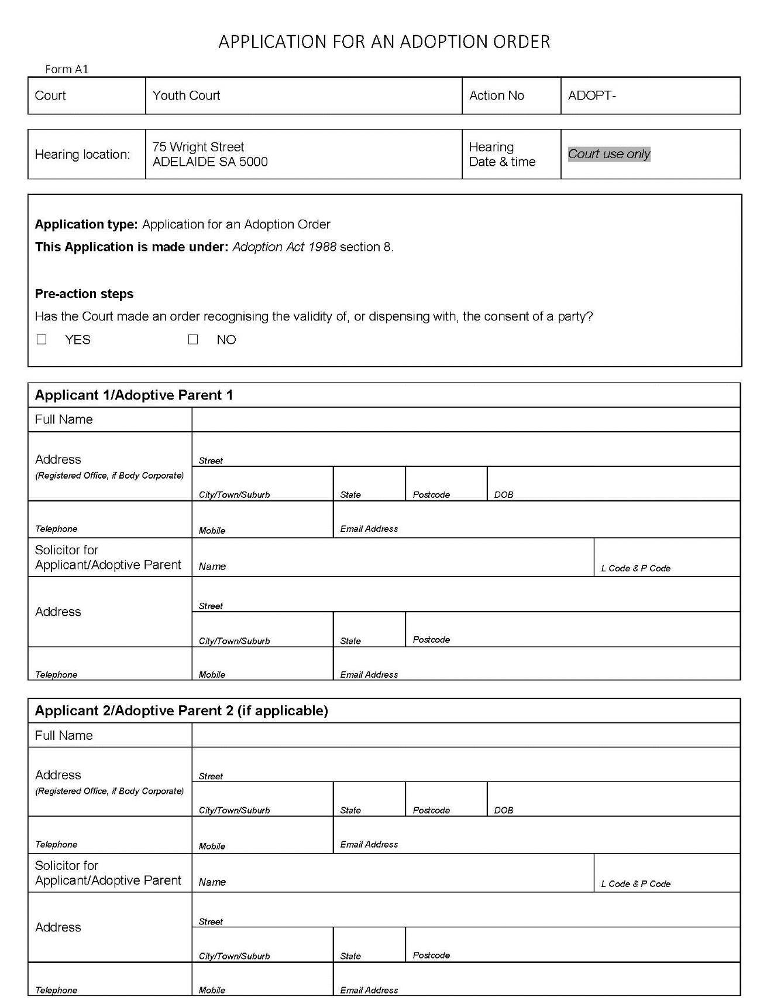 APPLICATION FOR AN ADOPTION ORDER
Form A1
Court Youth Court Action No ADOPT-
Hearing location: 75 Wright Street
ADELAIDE SA 5000 Hearing
Date & time Court use only
Application type: Application for an Adoption Order
This Application is made under: Adoption Act 1988 section 8.
Pre-action steps
Has the Court made an order recognising the validity of, or dispensing with, the consent of a party?
☐ YES ☐ NO
Applicant 1/Adoptive Parent 1
Full Name
Address
(Registered Office, if Body Corporate)
Street
City/Town/Suburb State Postcode DOB
Telephone Mobile Email Address
Solicitor for
Applicant/Adoptive Parent Name L Code & P Code
Address
Street
City/Town/Suburb State Postcode
Telephone Mobile Email Address
Applicant 2/Adoptive Parent 2 (if applicable)
Full Name
Address
(Registered Office, if Body Corporate)
Street
City/Town/Suburb State Postcode DOB
Telephone Mobile Email Address
Solicitor for
Applicant/Adoptive Parent Name L Code & P Code
Address
Street
City/Town/Suburb State Postcode
Telephone Mobile Email Address